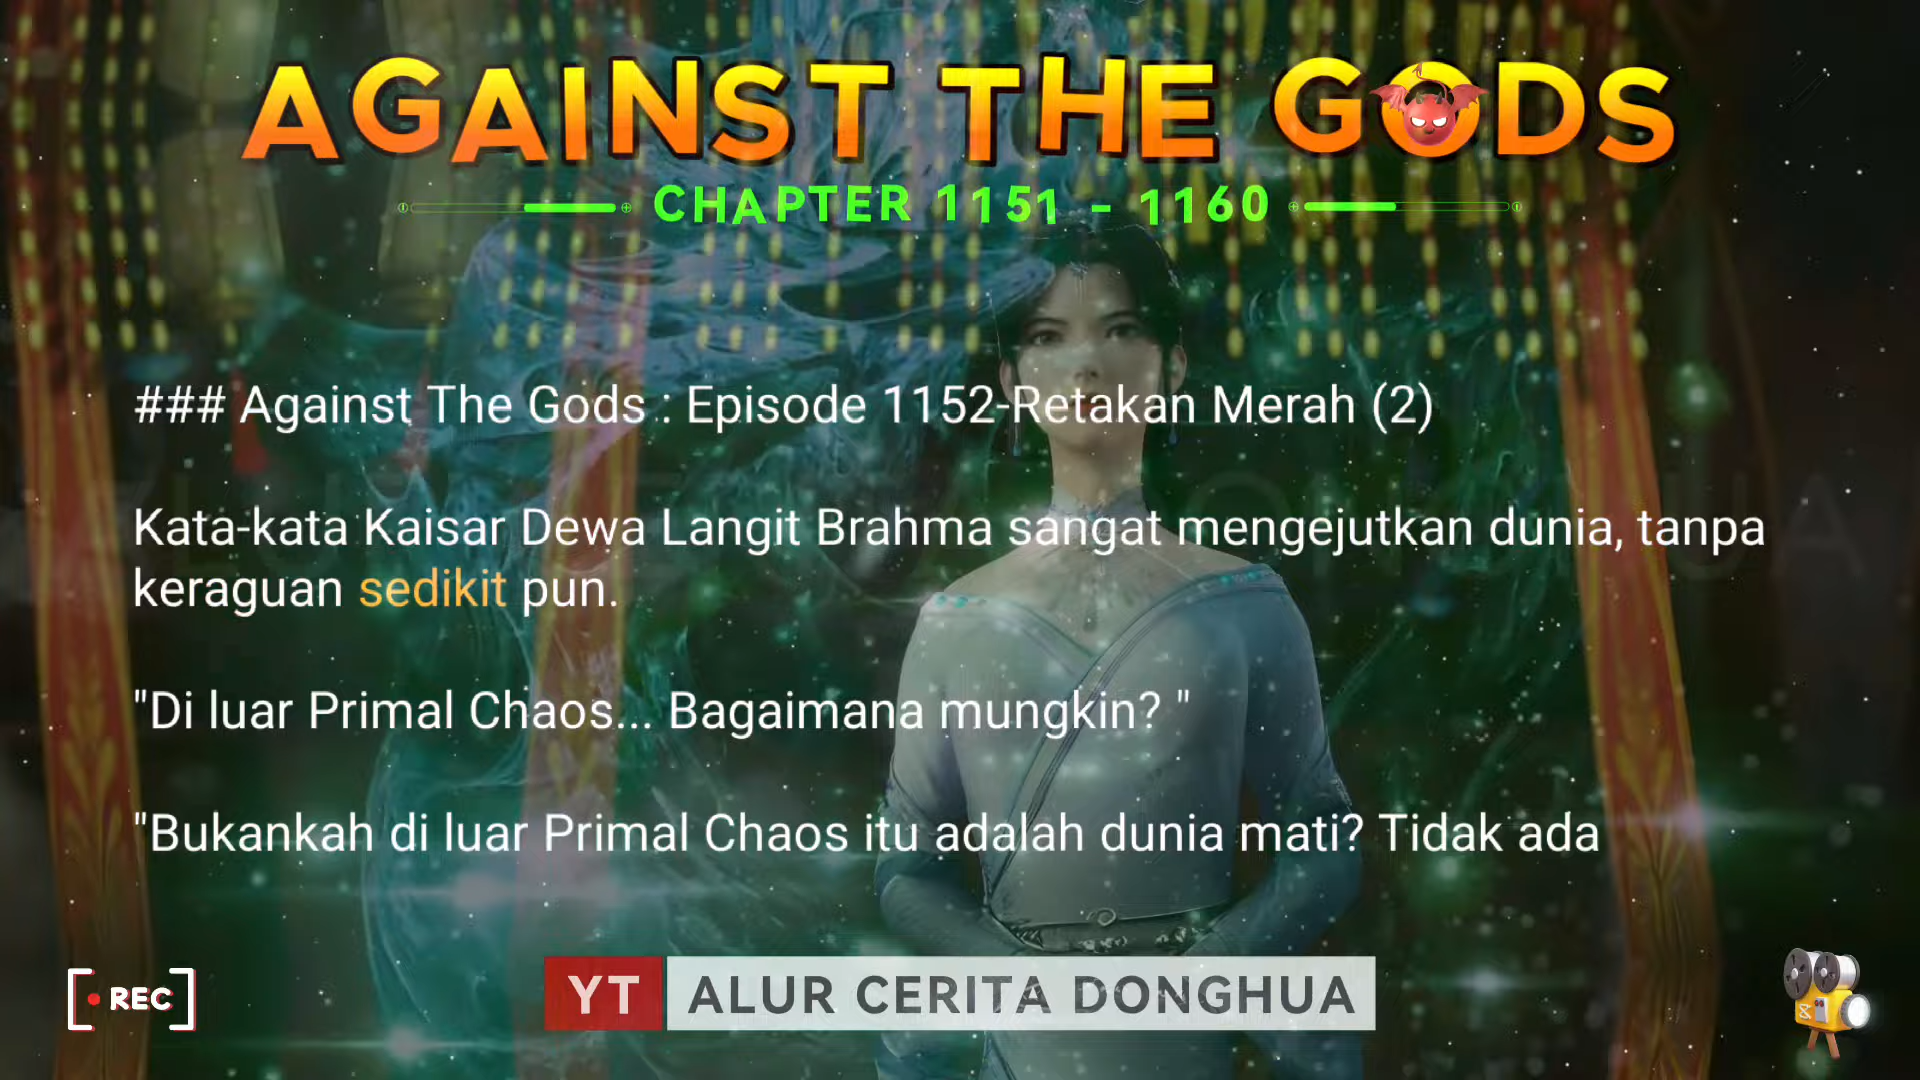 AGAINST THE GODS
CHAPTER 1151 - 1160
### Against The Gods : Episode 1152-Retakan Merah (2)
Kata-kata Kaisar Dewa Langit Brahma sangat mengejutkan dunia, tanpa
keraguan sedikit pun.
"Di luar Primal Chaos... Bagaimana mungkin? "
"Bukankah di luar Primal Chaos itu adalah dunia mati? Tidak ada
REC
YT ALUR CERITA DONGHUA